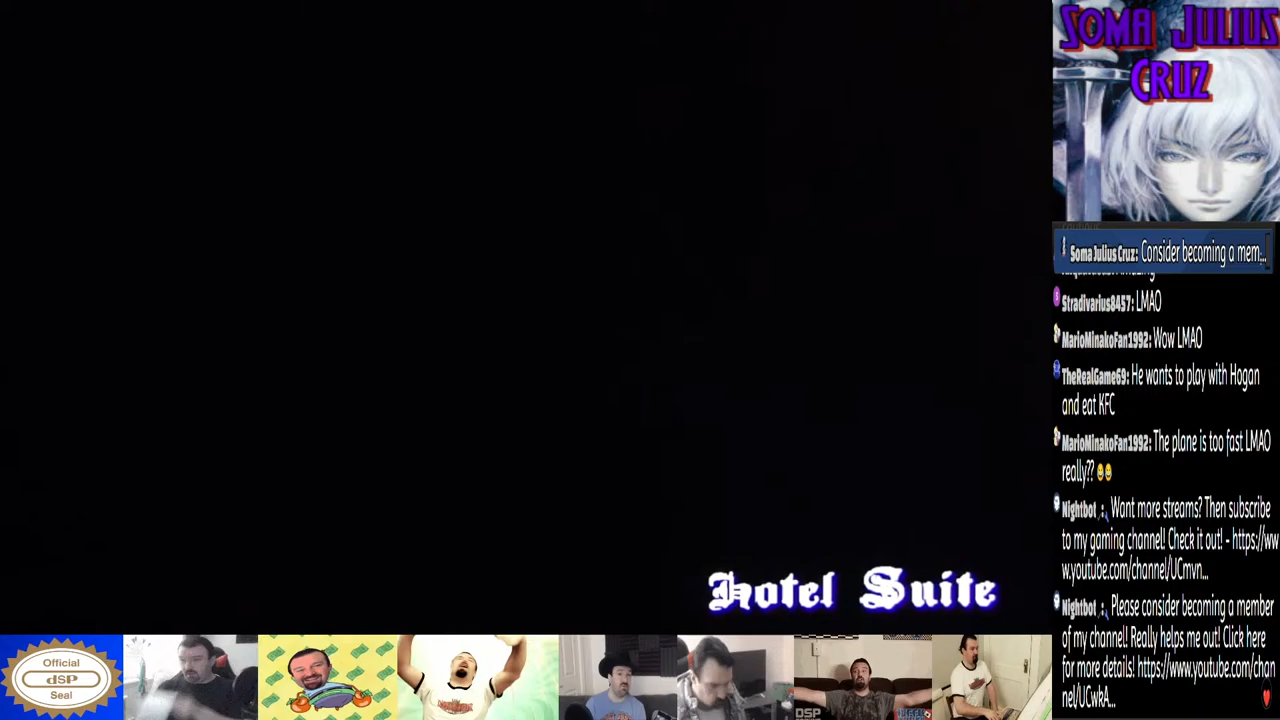 Soma Julius
Cruz
Soma Julius Cruz: Consider becoming a mem...
Stradivarius8457: LMAO
MarioMinakoFan1992: Wow LMAO
TheRealGame69: He wants to play with Hogan
and eat KFC
MarioMinakoFan1992: The plane is too fast LMAO
really?? 😂😂
Nightbot: Want more streams? Then subscribe
to my gaming channel! Check it out! - https://ww
w.youtube.com/channel/UCmvn...
Nightbot: Please consider becoming a member
of my channel! Really helps me out! Click here
for more details! https://www.youtube.com/chan
nel/UCwkA...
Hotel Suite
Official
dSP
Seal
DSP